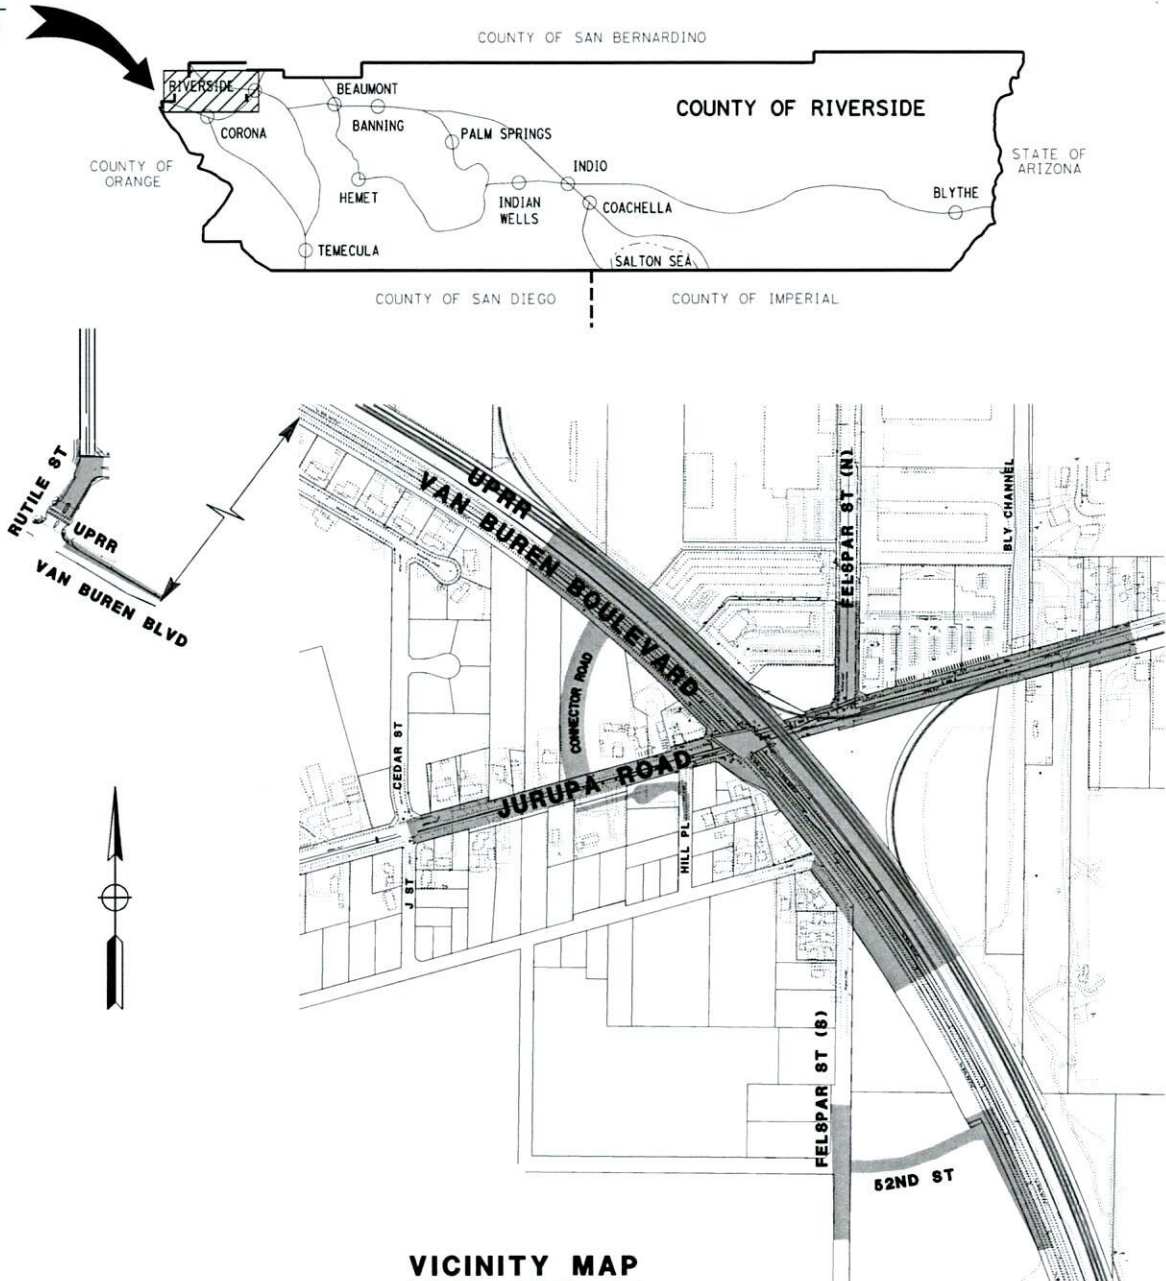 COUNTY OF SAN BERNARDINO
RIVERSIDE
BEAUMONT
BANNING
CORONA
COUNTY OF RIVERSIDE
PALM SPRINGS
COUNTY OF
ORANGE
STATE OF
ARIZONA
INDIO
HEMET
INDIAN
WELLS
COACHELLA
BLYTHE
TEMECULA
SALTON SEA
COUNTY OF SAN DIEGO
COUNTY OF IMPERIAL
RUTILE ST
UPRR
VAN BUREN BLVD
UPRR
VAN BUREN BOULEVARD
FELSPAR ST (N)
BLY CHANNEL
CONNECTOR ROAD
CEDAR ST
JURUPA ROAD
HILL PL
J ST
FELSPAR ST (S)
52ND ST
VICINITY MAP